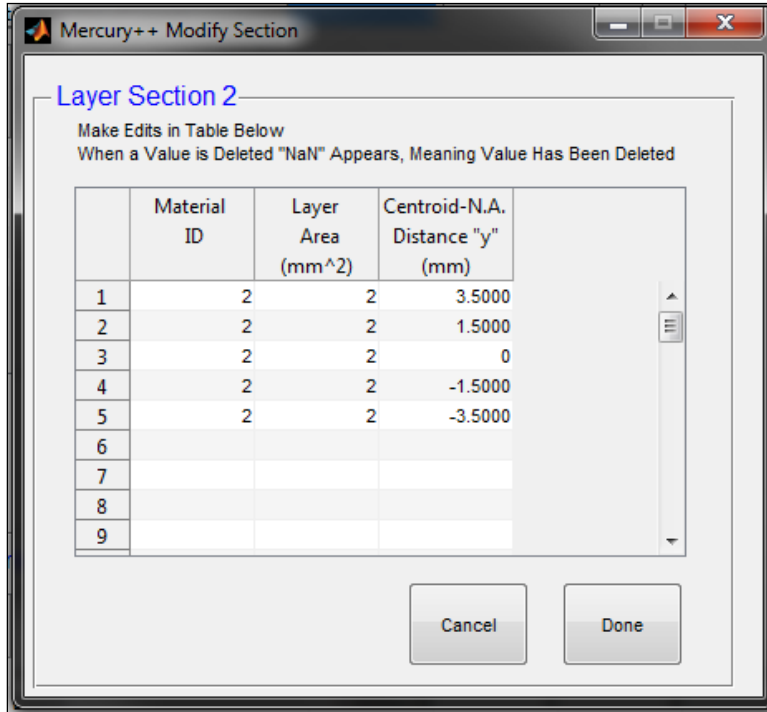 Mercury++ Modify Section
Layer Section 2
Make Edits in Table Below
When a Value is Deleted "NaN" Appears, Meaning Value Has Been Deleted
Material ID Layer Area (mm^2) Centroid-N.A. Distance "y" (mm)
1 2 2 3.5000
2 2 2 1.5000
3 2 2 0
4 2 2 -1.5000
5 2 2 -3.5000
6
7
8
9
Cancel Done